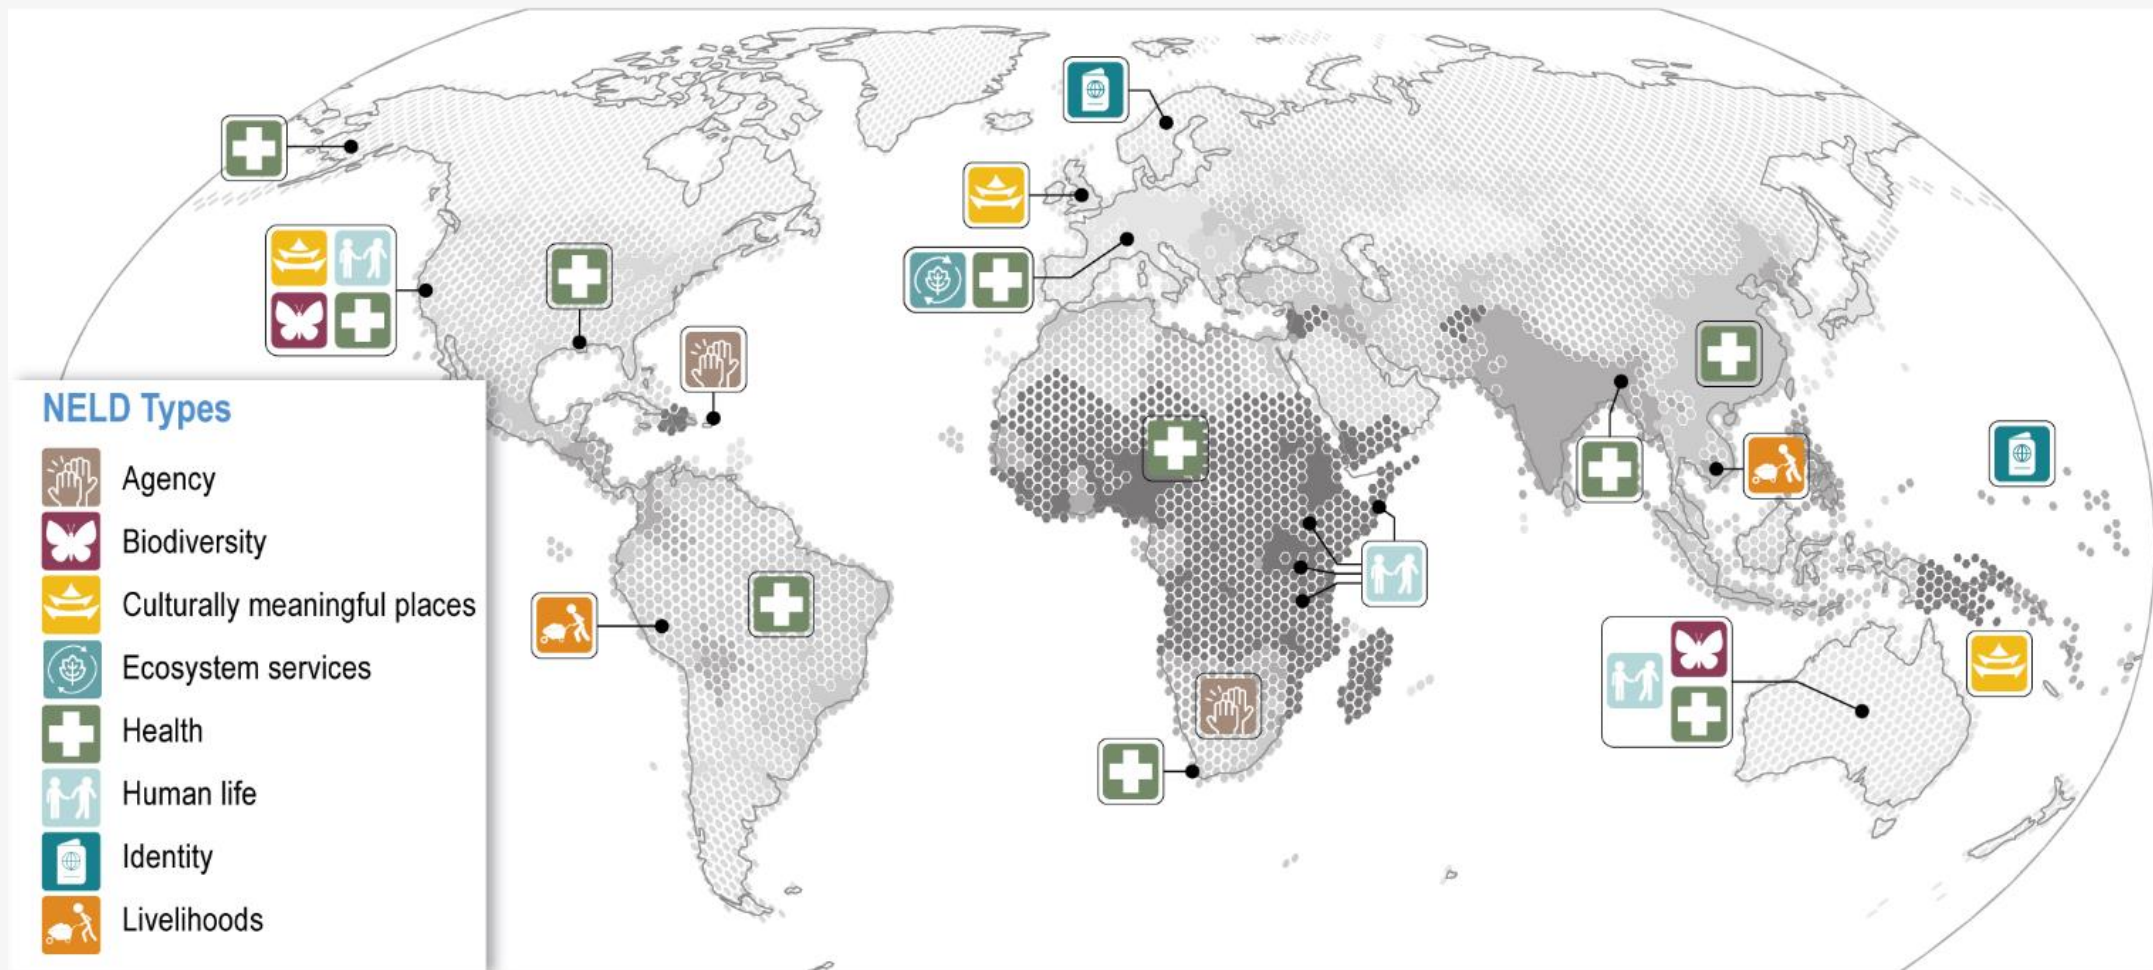 NELD Types
Agency
Biodiversity
Culturally meaningful places
Ecosystem services
Health
Human life
Identity
Livelihoods